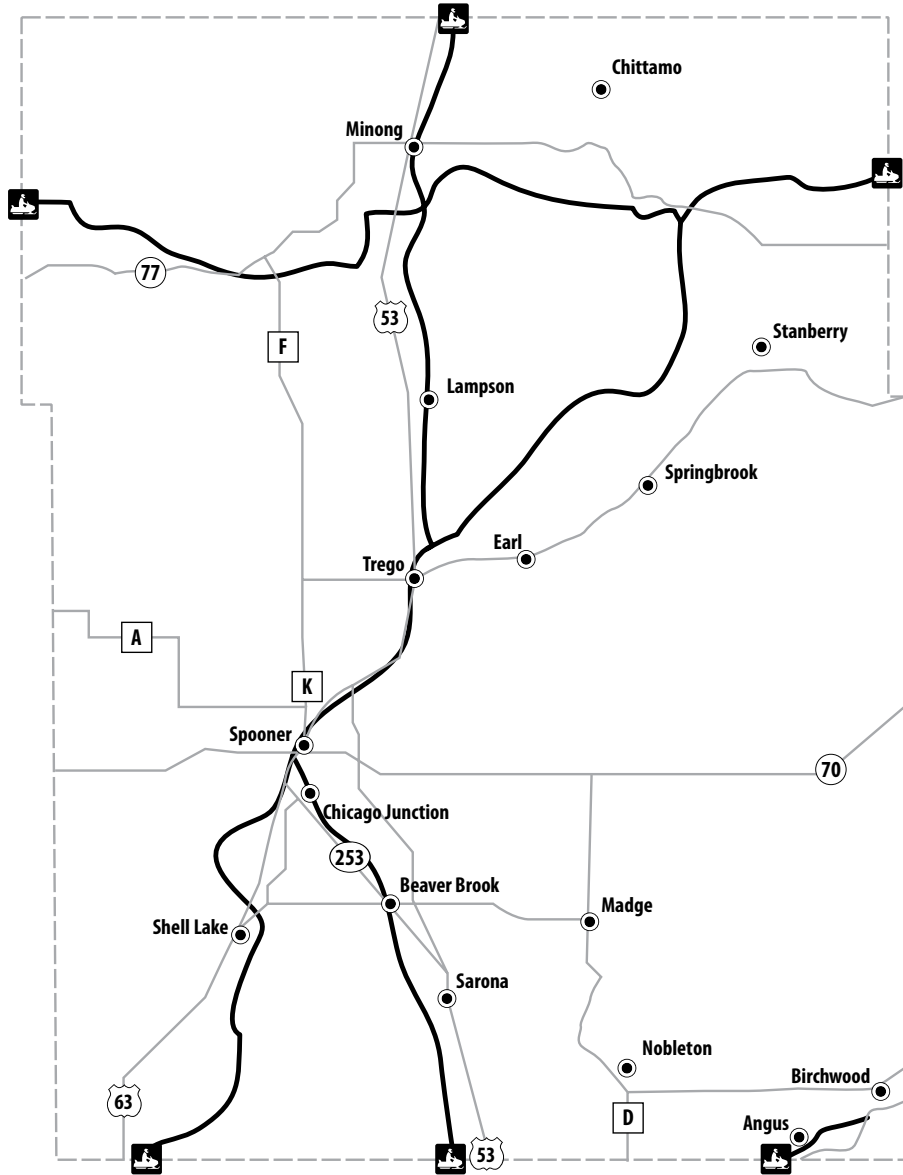 Chittamo
Minong
77
53
F
Stanberry
Lampson
Springbrook
Earl
Trego
A
K
Spooner
70
Chicago Junction
253
Beaver Brook
Madge
Shell Lake
Sarona
Nobleton
Birchwood
63
D
Angus
53